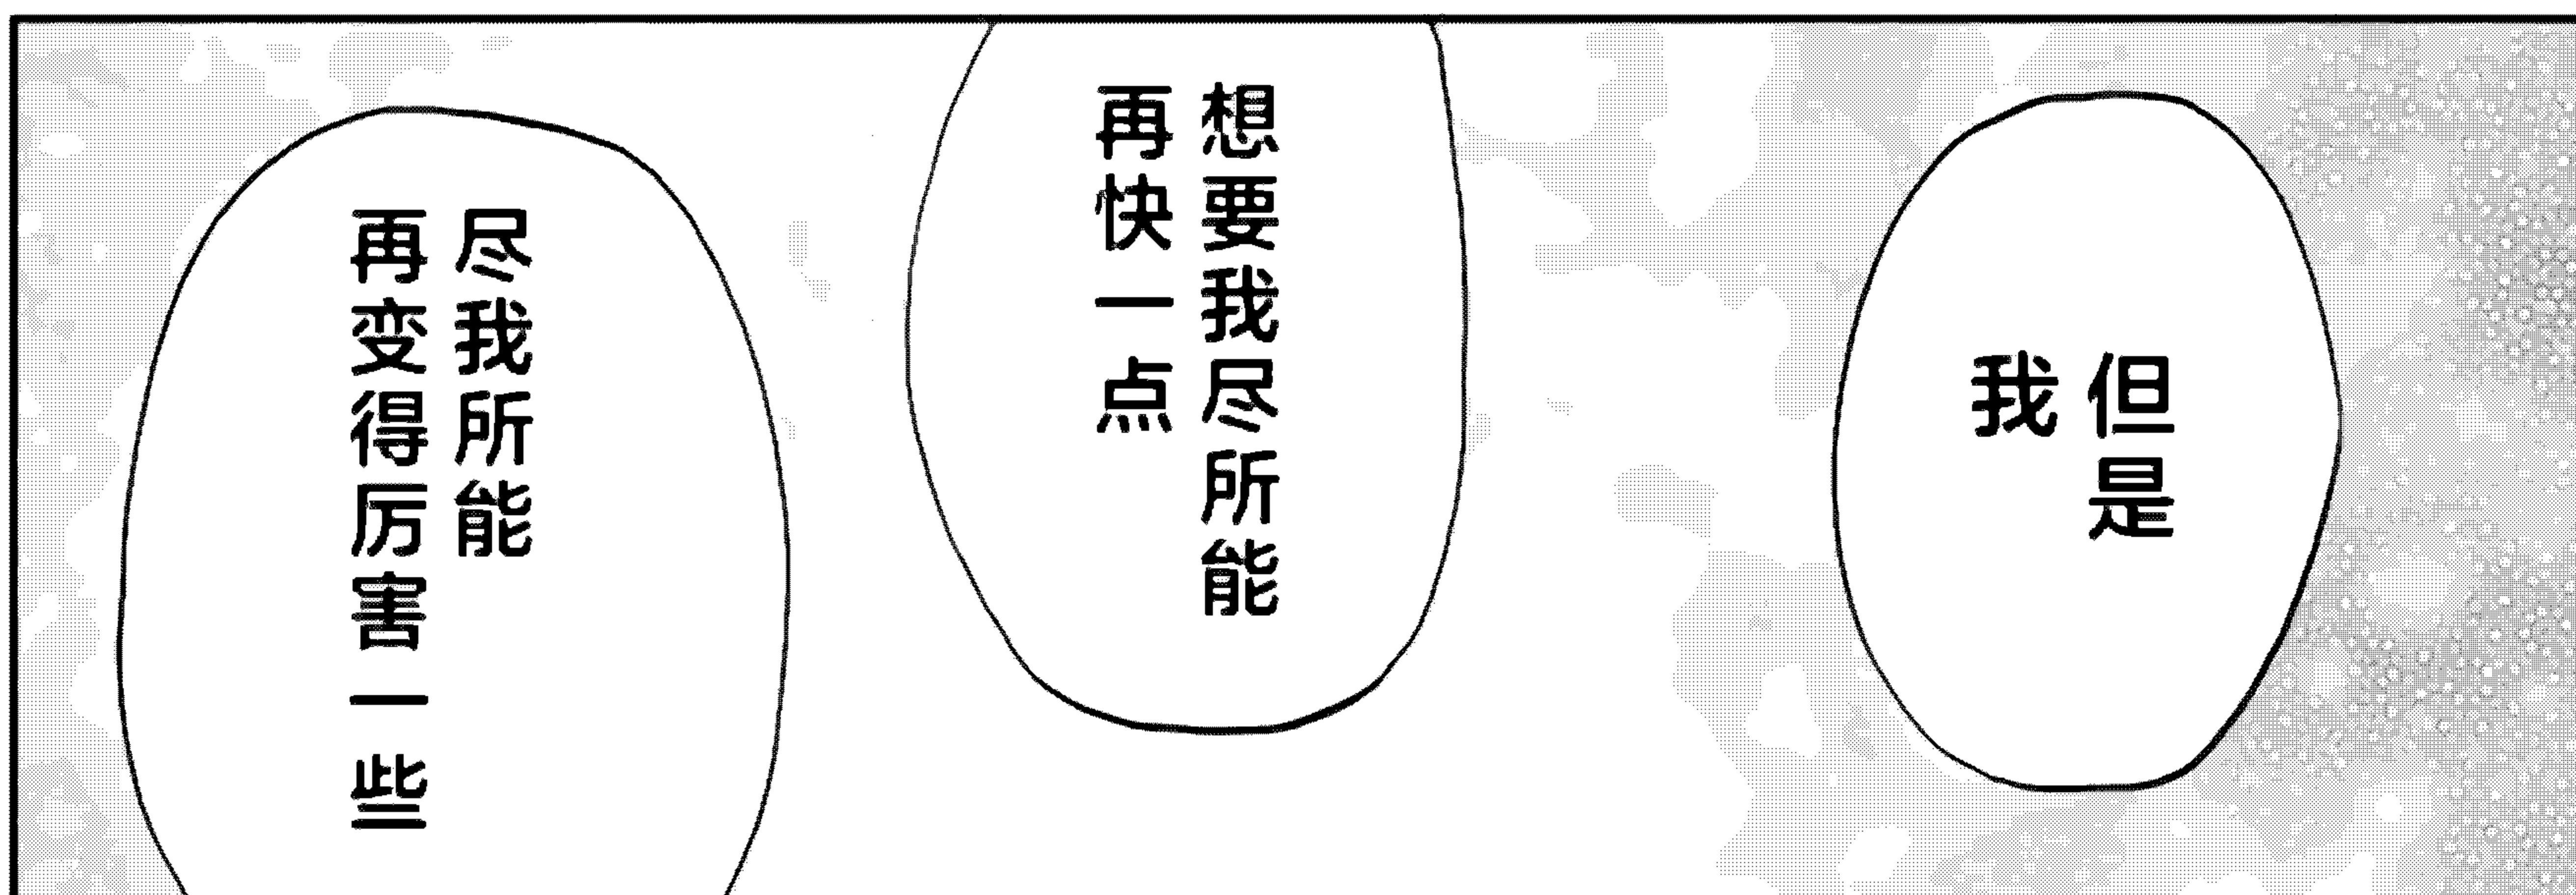 但是
我
想要我尽所能
再快一点
尽我所能
再变得厉害一些